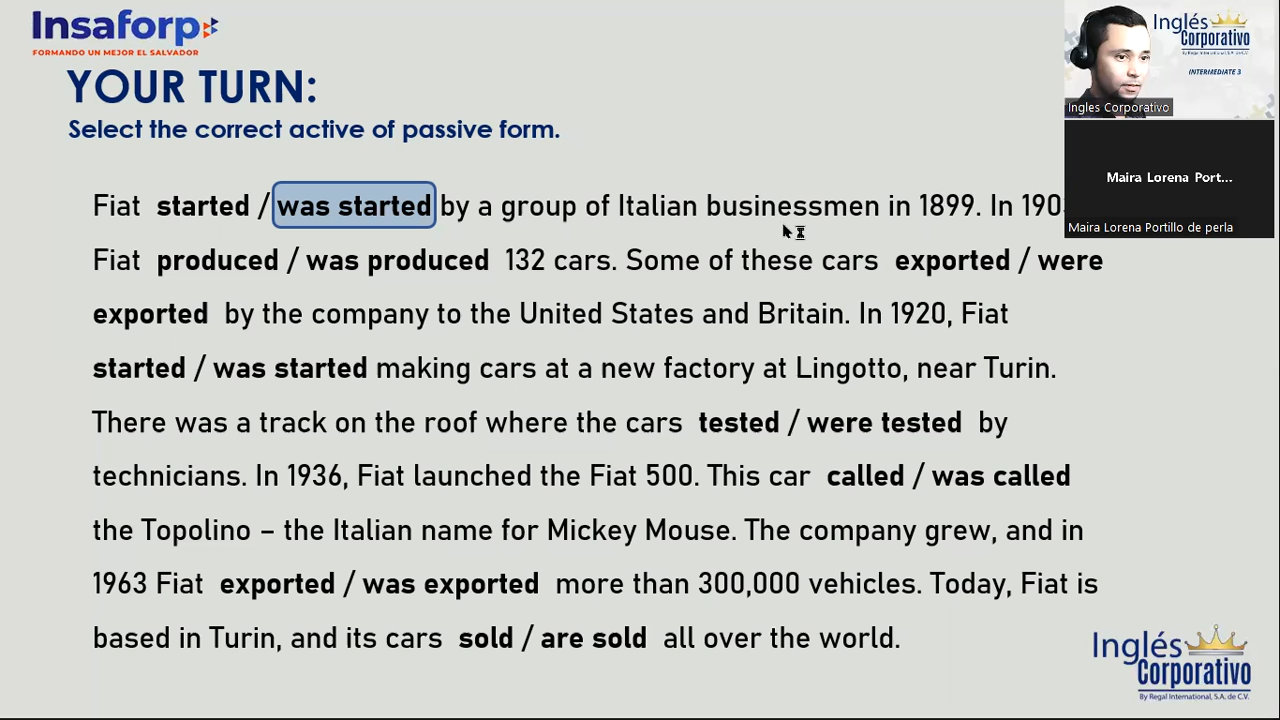 Insaforp
FORMANDO UN MEJOR EL SALVADOR
YOUR TURN:
Select the correct active of passive form.
Fiat started / was started by a group of Italian businessmen in 1899. In
Fiat produced / was produced 132 cars. Some of these cars exported / were
exported by the company to the United States and Britain. In 1920, Fiat
started / was started making cars at a new factory at Lingotto, near Turin.
There was a track on the roof where the cars tested / were tested by
technicians. In 1936, Fiat launched the Fiat 500. This car called / was called
the Topolino – the Italian name for Mickey Mouse. The company grew, and in
1963 Fiat exported / was exported more than 300,000 vehicles. Today, Fiat is
based in Turin, and its cars sold / are sold all over the world.
Inglés
Corporativo
By Regal International, S.A. de C.V.
INTERMEDIATE 3
Ingles Corporativo
Maira Lorena Port...
Maira Lorena Portillo de perla
Inglés
Corporativo
By Regal International, S.A. de C.V.